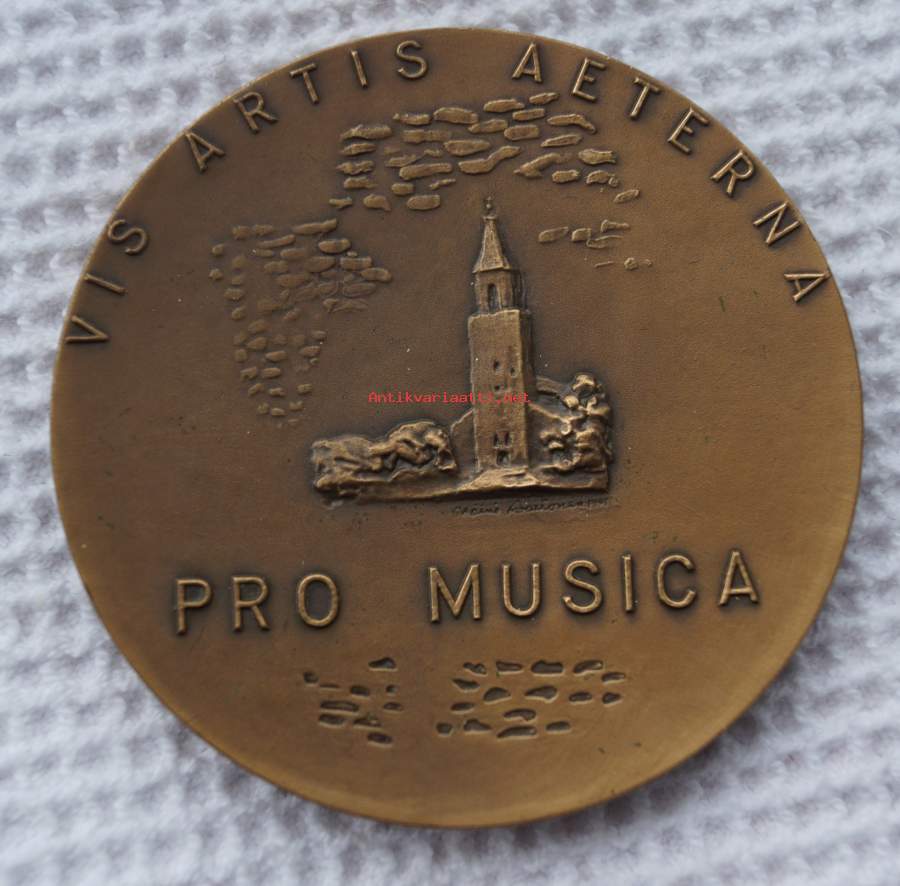 VIS ARTIS AETERNA
Antikvariaatti.net
PRO MUSICA